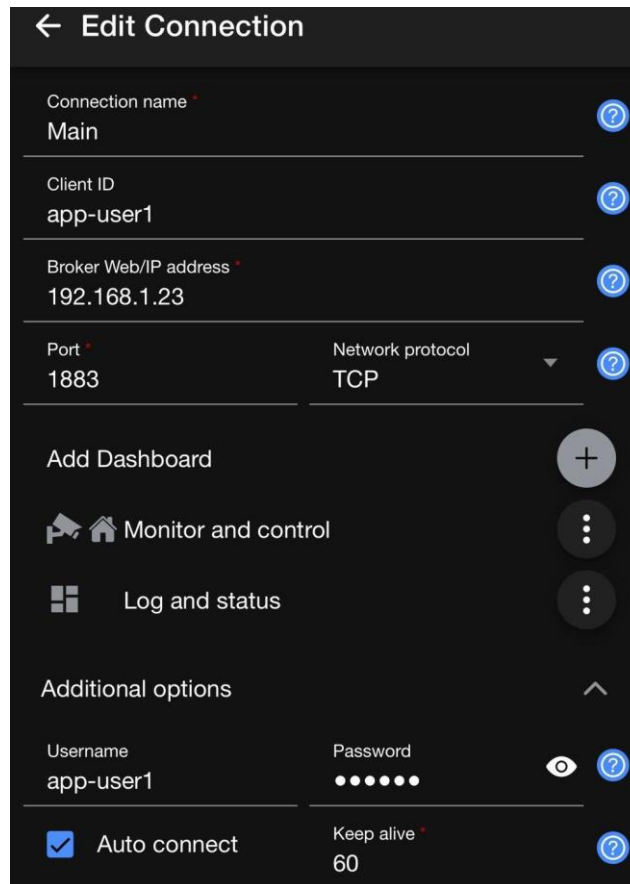 ← Edit Connection
Connection name *
Main
Client ID
app-user1
Broker Web/IP address *
192.168.1.23
Port * Network protocol
1883 TCP
Add Dashboard
Monitor and control
Log and status
Additional options
Username Password
app-user1 ●●●●●●
Auto connect Keep alive *
60